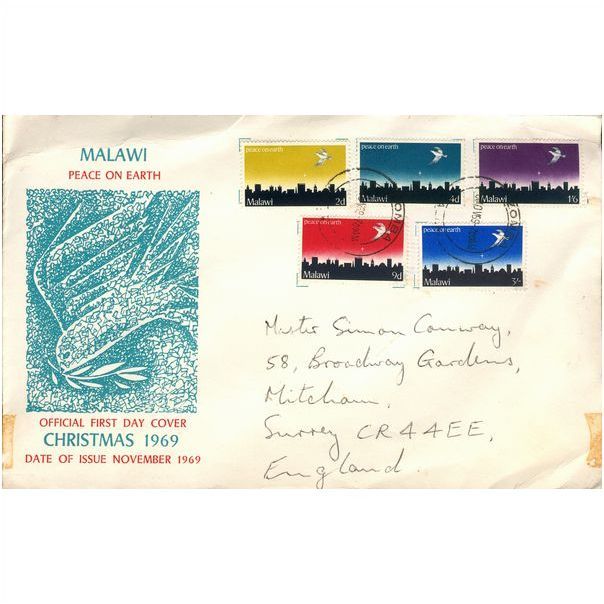 MALAWI
PEACE ON EARTH
OFFICIAL FIRST DAY COVER
CHRISTMAS 1969
DATE OF ISSUE NOVEMBER 1969
peace on earth
Malawi 2d
peace on earth
Malawi 4d
peace on earth
Malawi 1/6
peace on earth
Malawi 9d
peace on earth
Malawi 3/-
ZOMBA
Master Simon Conway,
58, Broadway Gardens,
Mitcham,
Surrey CR44EE,
England.